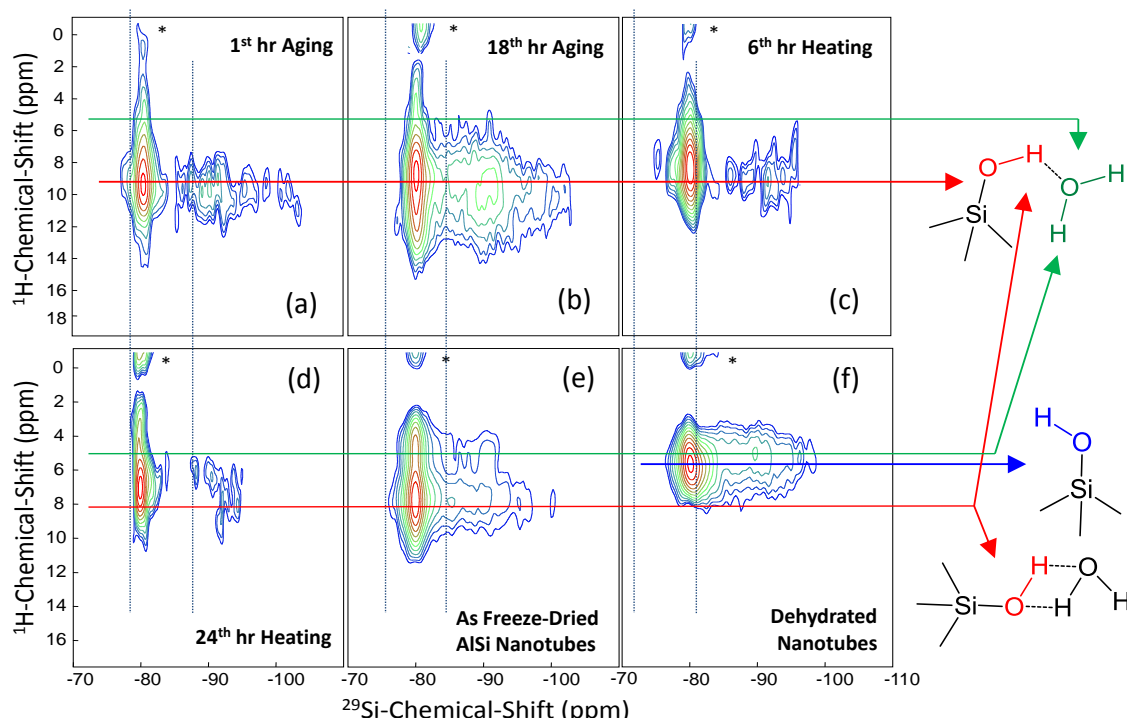 0
2
4
6
8
10
12
14
16
18
¹H-Chemical-Shift (ppm)
*
1st hr Aging
(a)
*
18th hr Aging
(b)
*
6th hr Heating
(c)
H
O
Si
O
H
H
0
2
4
6
8
10
12
14
16
¹H-Chemical-Shift (ppm)
*
(d)
24th hr Heating
*
(e)
As Freeze-Dried
AlSi Nanotubes
*
(f)
Dehydrated
Nanotubes
H
O
Si
H
O
Si
O
H
H
-70 -80 -90 -100 -70 -80 -90 -100 -70 -80 -90 -100 -110
²⁹Si-Chemical-Shift (ppm)